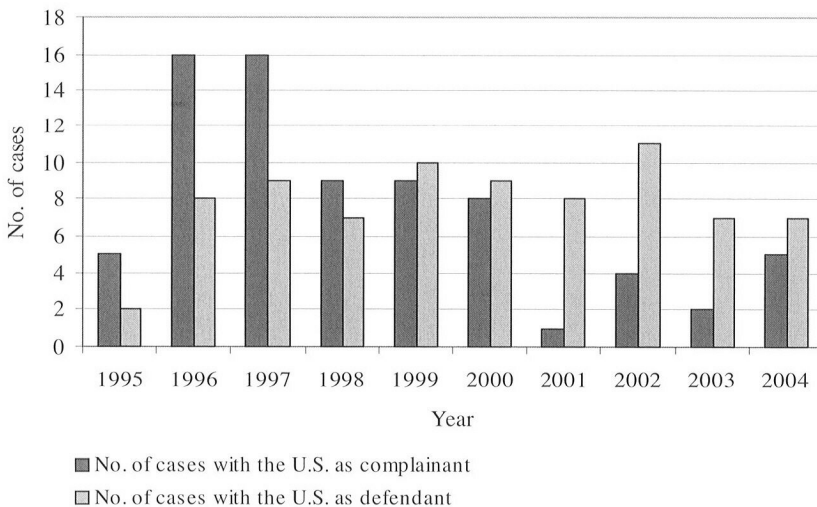 18
16
14
12
10
8
6
4
2
0
No. of cases
1995 1996 1997 1998 1999 2000 2001 2002 2003 2004
Year
No. of cases with the U.S. as complainant
No. of cases with the U.S. as defendant